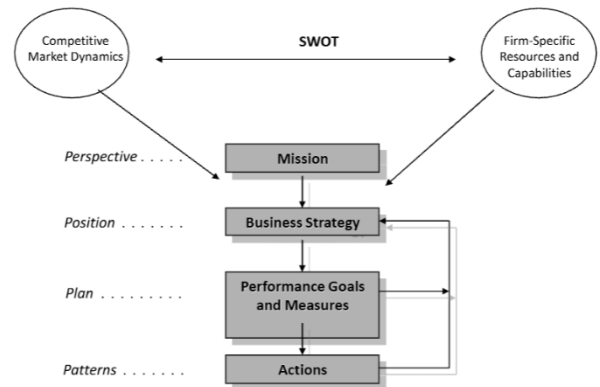 Competitive
Market Dynamics
SWOT
Firm-Specific
Resources and
Capabilities
Perspective . . . . .
Mission
Position . . . . . . .
Business Strategy
Plan . . . . . . . . .
Performance Goals
and Measures
Patterns . . . . . . .
Actions